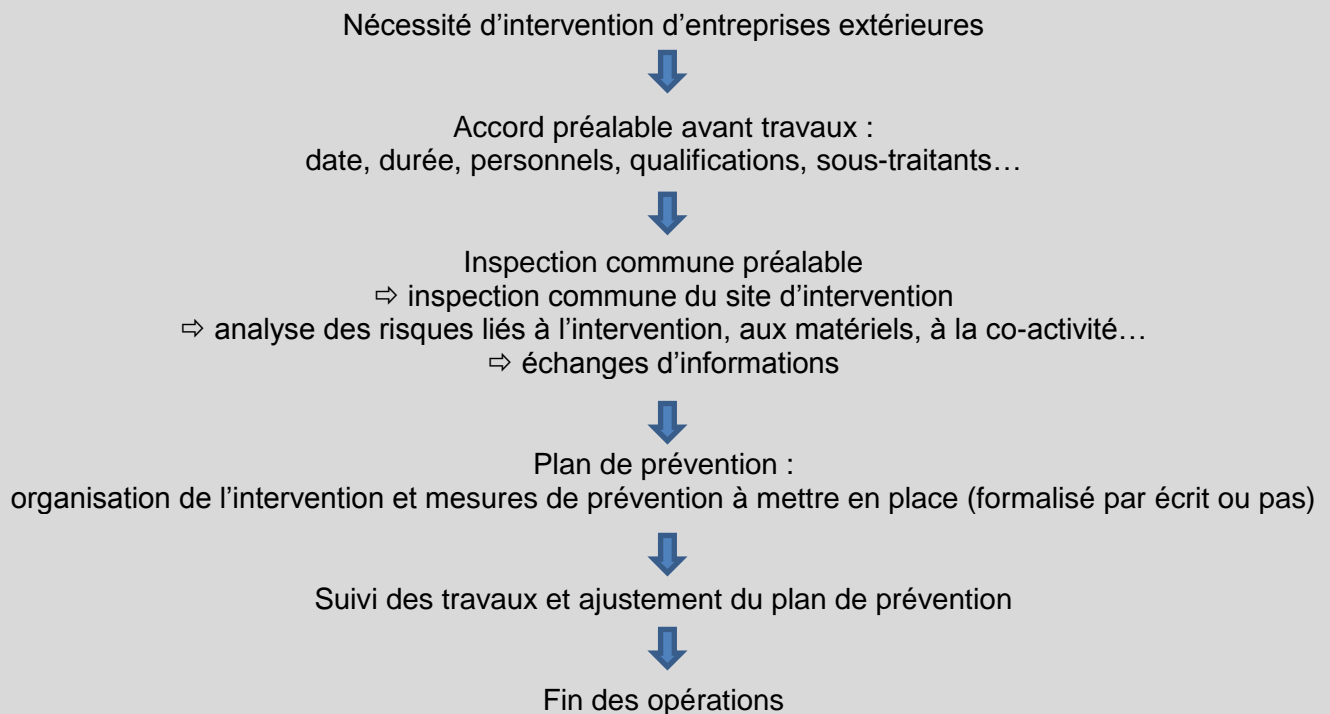 Nécessité d’intervention d’entreprises extérieures
Accord préalable avant travaux :
date, durée, personnels, qualifications, sous-traitants…
Inspection commune préalable
⇨ inspection commune du site d’intervention
⇨ analyse des risques liés à l’intervention, aux matériels, à la co-activité…
⇨ échanges d’informations
Plan de prévention :
organisation de l’intervention et mesures de prévention à mettre en place (formalisé par écrit ou pas)
Suivi des travaux et ajustement du plan de prévention
Fin des opérations